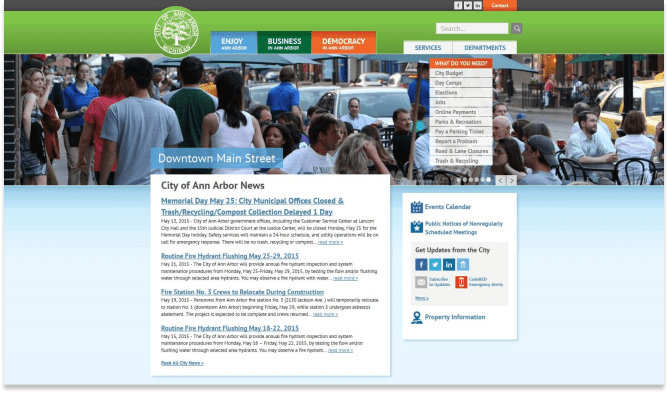 Contact
CITY OF ANN ARBOR
MICHIGAN
Search...
ENJOY
ANN ARBOR
BUSINESS
IN ANN ARBOR
DEMOCRACY
IN ANN ARBOR
SERVICES
DEPARTMENTS
WHAT DO YOU NEED?
City Budget
Day Camps
Elections
Jobs
Online Payments
Parks & Recreation
Pay a Parking Ticket
Report a Problem
Road & Lane Closures
Trash & Recycling
Downtown Main Street
City of Ann Arbor News
Memorial Day May 25: City Municipal Offices Closed &
Trash/Recycling/Compost Collection Delayed 1 Day
May 15, 2015 - City of Ann Arbor government offices, including the Customer Service Center at Larcom
City Hall and the 15th Judicial District Court at the Justice Center, will be closed Monday, May 25 for the
Memorial Day holiday. Safety services will maintain a 24-hour schedule, and utility operations will be on
call for emergency response. There will be no trash, recycling or compost... read more »
Routine Fire Hydrant Flushing May 25-29, 2015
May 21, 2015 - The City of Ann Arbor will provide annual fire hydrant inspection and system
maintenance procedures from Monday, May 25-Friday, May 29, 2015, by testing the flow and/or flushing
water through selected area hydrants. You may observe a fire hydrant with water... read more »
Fire Station No. 3 Crews to Relocate During Construction
May 19, 2015 - Personnel from Ann Arbor fire station No. 3 (2130 Jackson Ave. ) will temporarily relocate
to station No. 1 (downtown Ann Arbor) beginning Friday, May 29, while station 3 undergoes asbestos
abatement. The project is expected to be complete and crews returned... read more »
Routine Fire Hydrant Flushing May 18-22, 2015
May 15, 2015 - The City of Ann Arbor will provide annual fire hydrant inspection and system
maintenance procedures from Monday, May 18 – Friday, May 22, 2015, by testing the flow and/or
flushing water through selected area hydrants. You may observe a fire hydrant... read more »
Read All City News »
Events Calendar
Public Notices of Nonregularly
Scheduled Meetings
Get Updates from the City
Subscribe
to Updates
CodeRED
Emergency Alerts
More »
Property Information